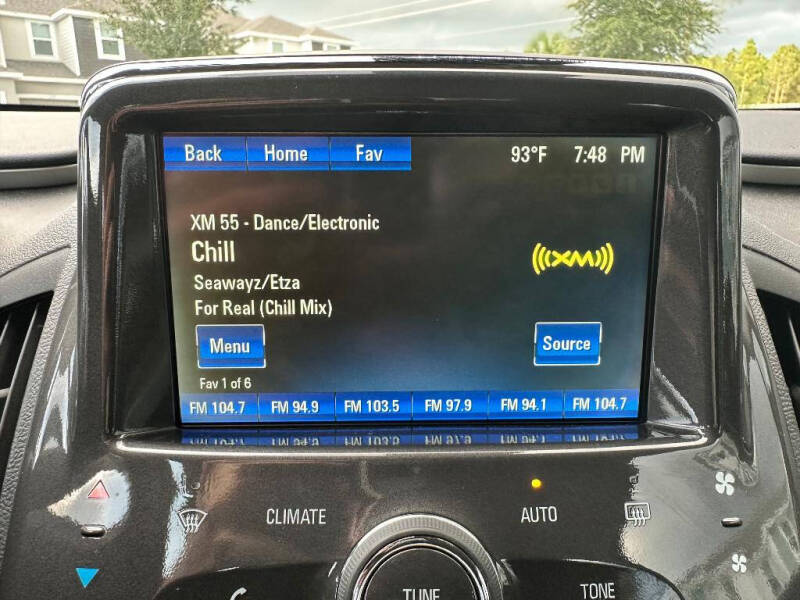 Back Home Fav 93°F 7:48 PM
XM 55 - Dance/Electronic
Chill
(((XM)))
Seawayz/Etza
For Real (Chill Mix)
Menu Source
Fav 1 of 6
FM 104.7 FM 94.9 FM 103.5 FM 97.9 FM 94.1 FM 104.7
CLIMATE AUTO
TUNE TONE